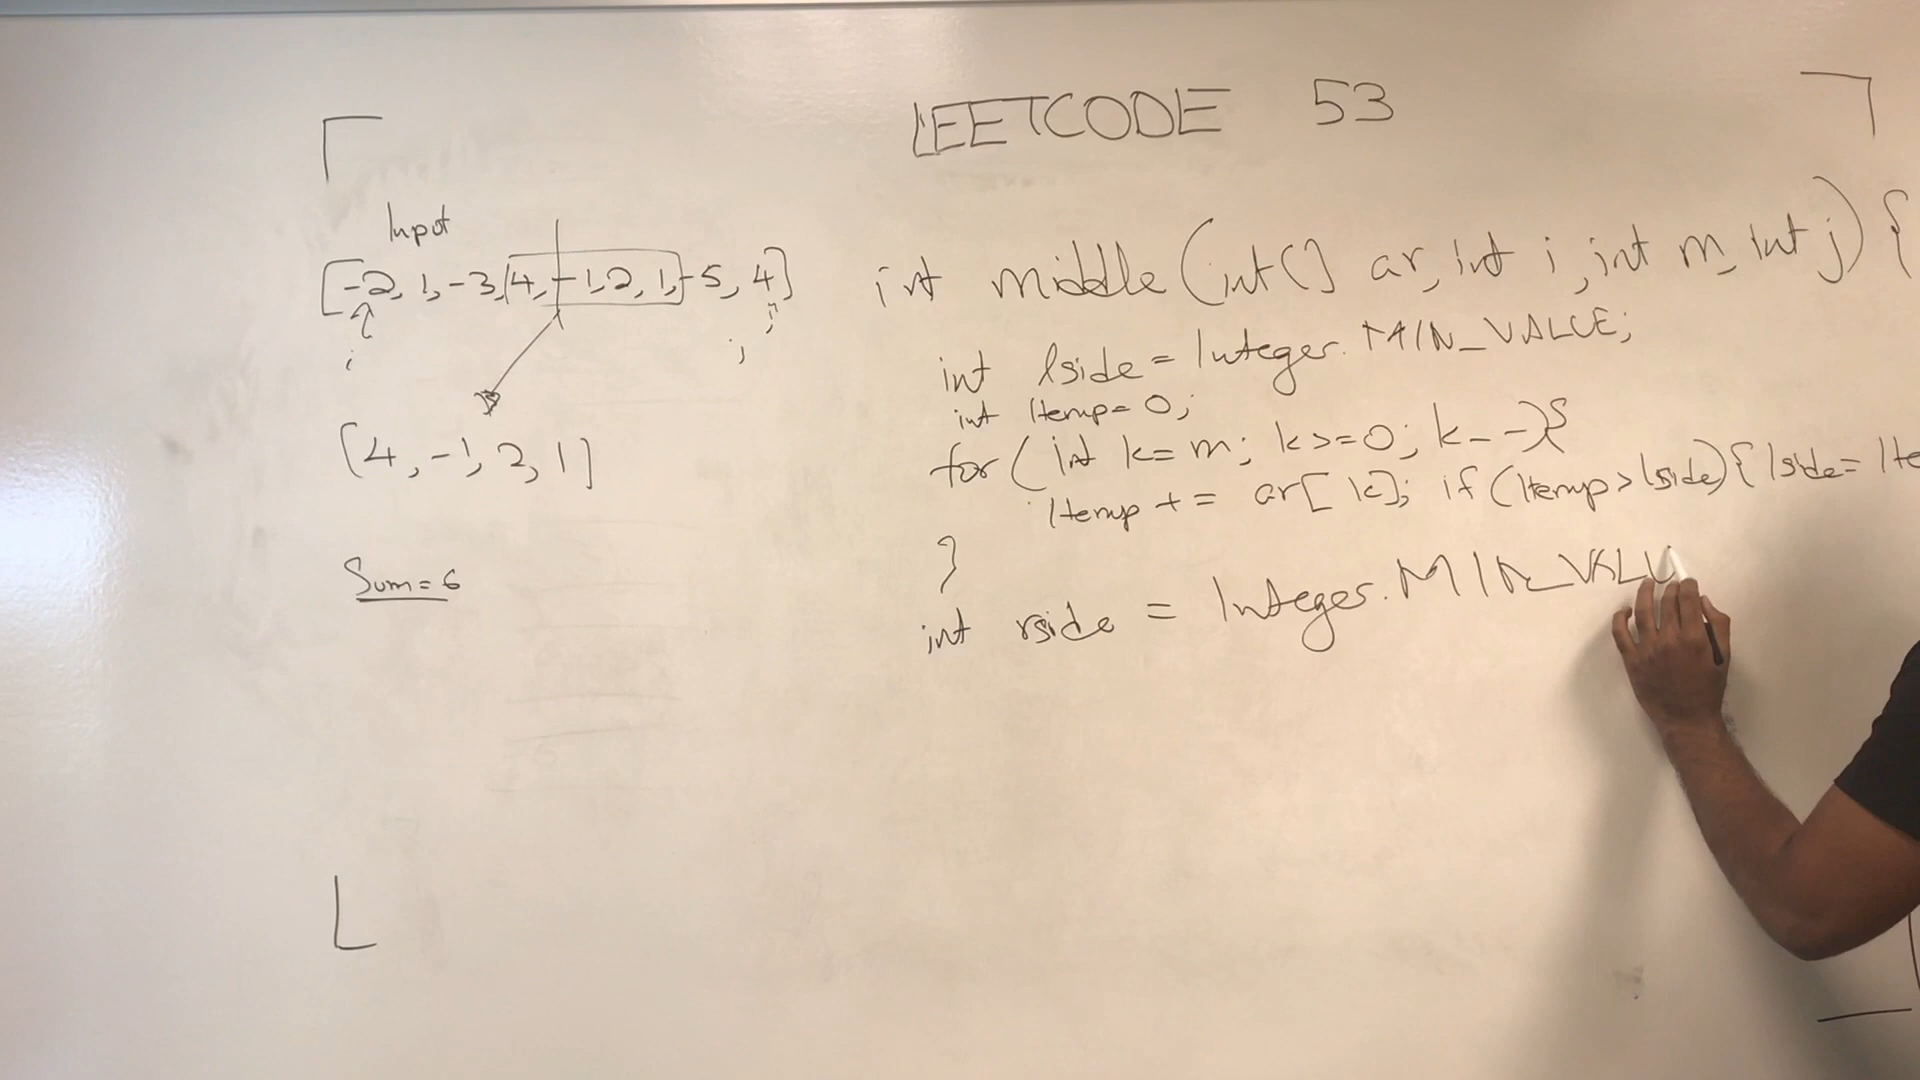 LEETCODE 53
Input
[-2, 1, -3, 4, -1, 2, 1, -5, 4]
i
j
j
[4, -1, 2, 1]
Sum = 6
int middle (int[] ar, int i, int m, int j) {
int lside = Integer.MIN_VALUE;
int ltemp = 0;
for (int k = m; k >= 0; k--){
ltemp += ar[k]; if (ltemp > lside) { lside = lte
}
int rside = Integer.MIN_VALU